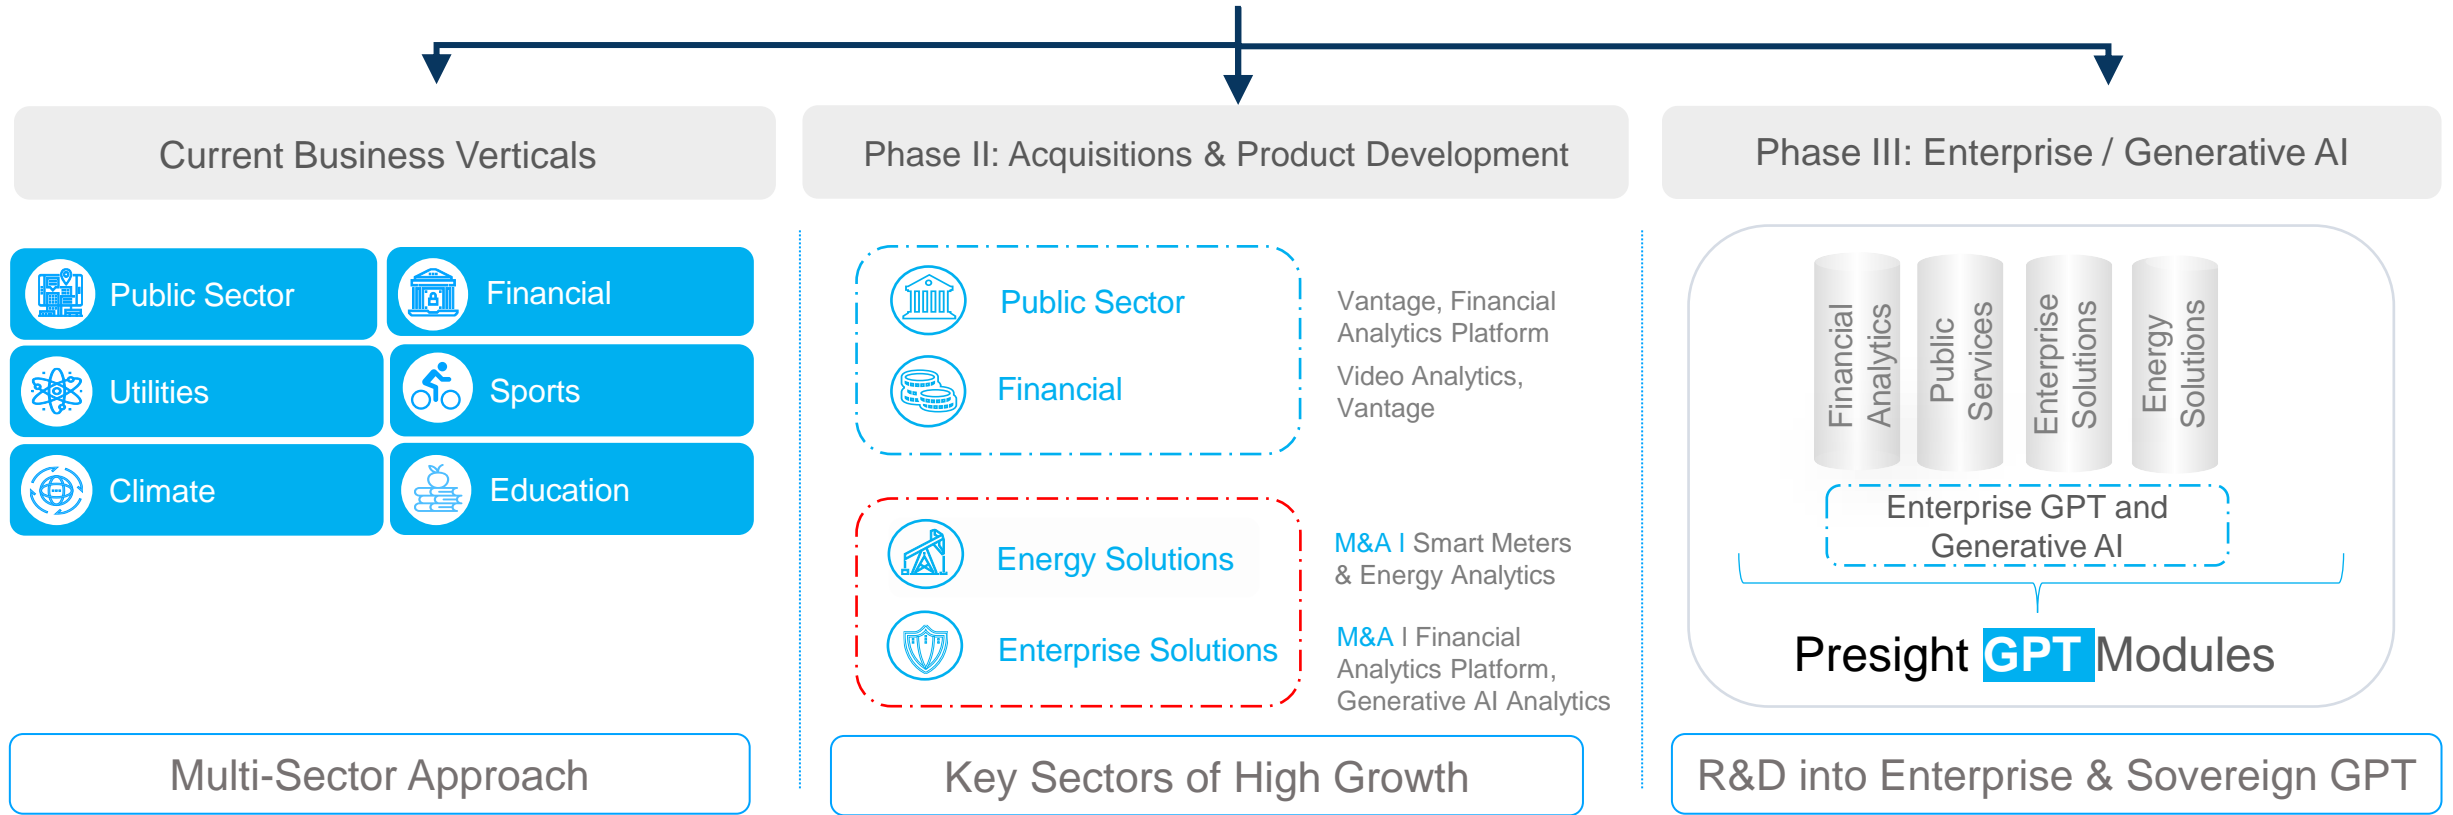 Current Business Verticals
Public Sector
Financial
Utilities
Sports
Climate
Education
Multi-Sector Approach
Phase II: Acquisitions & Product Development
Public Sector
Vantage, Financial
Analytics Platform
Financial
Video Analytics,
Vantage
Energy Solutions
M&A I Smart Meters
& Energy Analytics
Enterprise Solutions
M&A I Financial
Analytics Platform,
Generative AI Analytics
Key Sectors of High Growth
Phase III: Enterprise / Generative AI
Financial
Analytics
Public
Services
Enterprise
Solutions
Energy
Solutions
Enterprise GPT and
Generative AI
Presight GPT Modules
R&D into Enterprise & Sovereign GPT